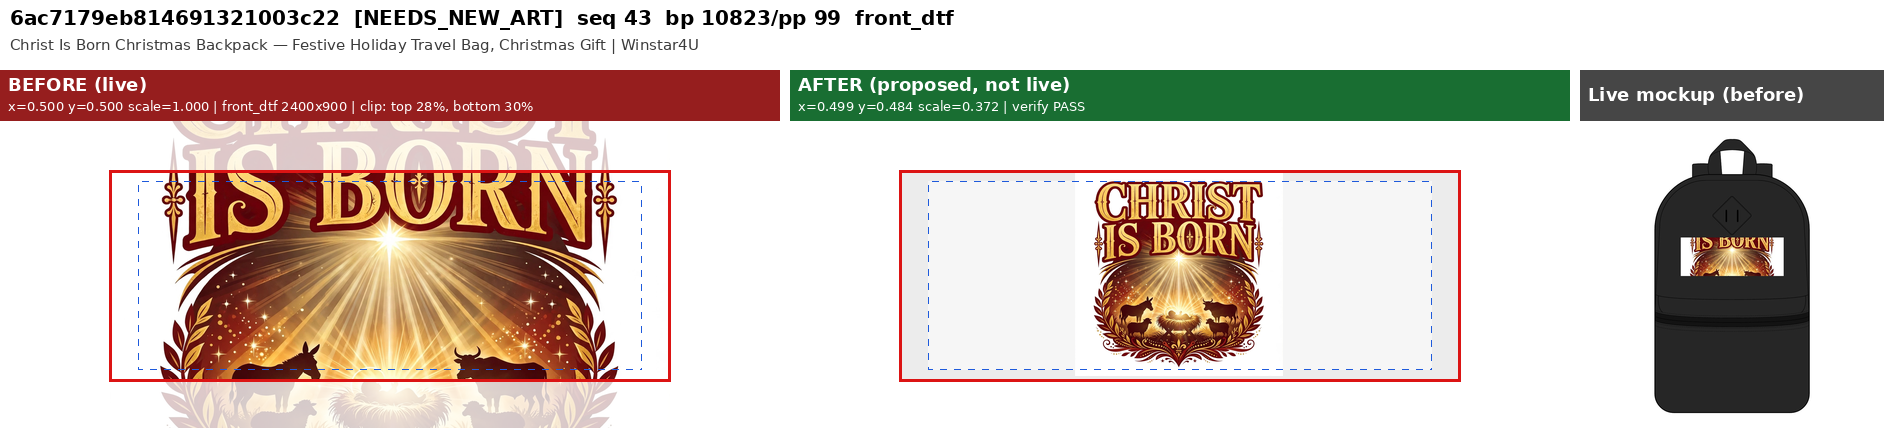 6ac7179eb814691321003c22 [NEEDS_NEW_ART] seq 43 bp 10823/pp 99 front_dtf
Christ Is Born Christmas Backpack — Festive Holiday Travel Bag, Christmas Gift | Winstar4U
BEFORE (live)
x=0.500 y=0.500 scale=1.000 | front_dtf 2400x900 | clip: top 28%, bottom 30%
CHRIST
IS BORN
AFTER (proposed, not live)
x=0.499 y=0.484 scale=0.372 | verify PASS
CHRIST
IS BORN
Live mockup (before)
IS BORN